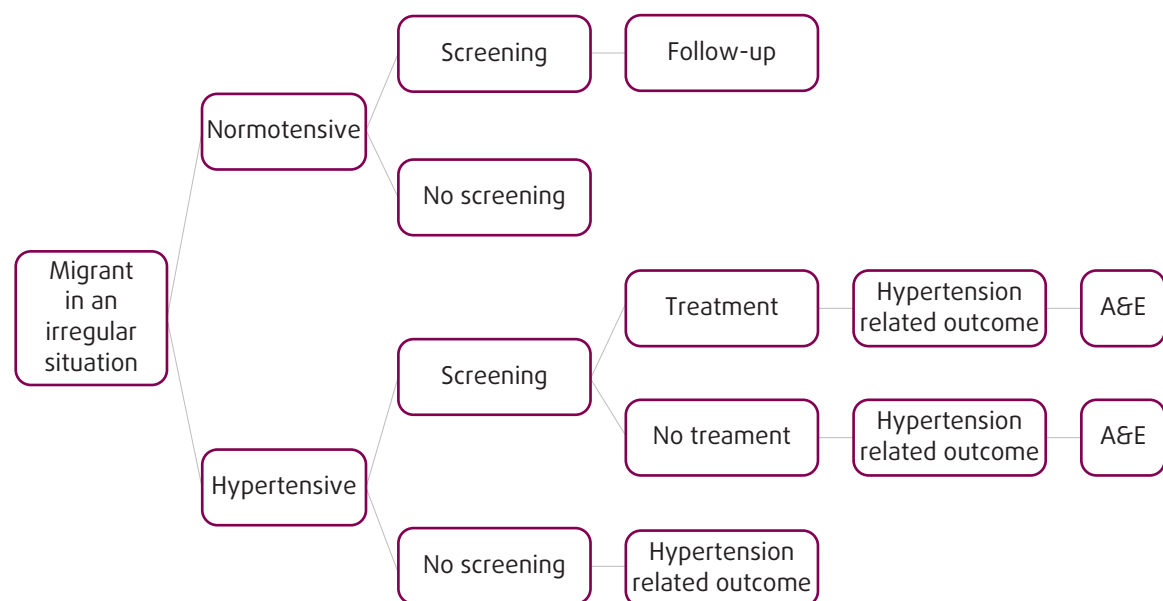 Screening
Follow-up
Normotensive
No screening
Migrant
in an
irregular
situation
Treatment
Hypertension
related outcome
A&E
Screening
No treament
Hypertension
related outcome
A&E
Hypertensive
No screening
Hypertension
related outcome